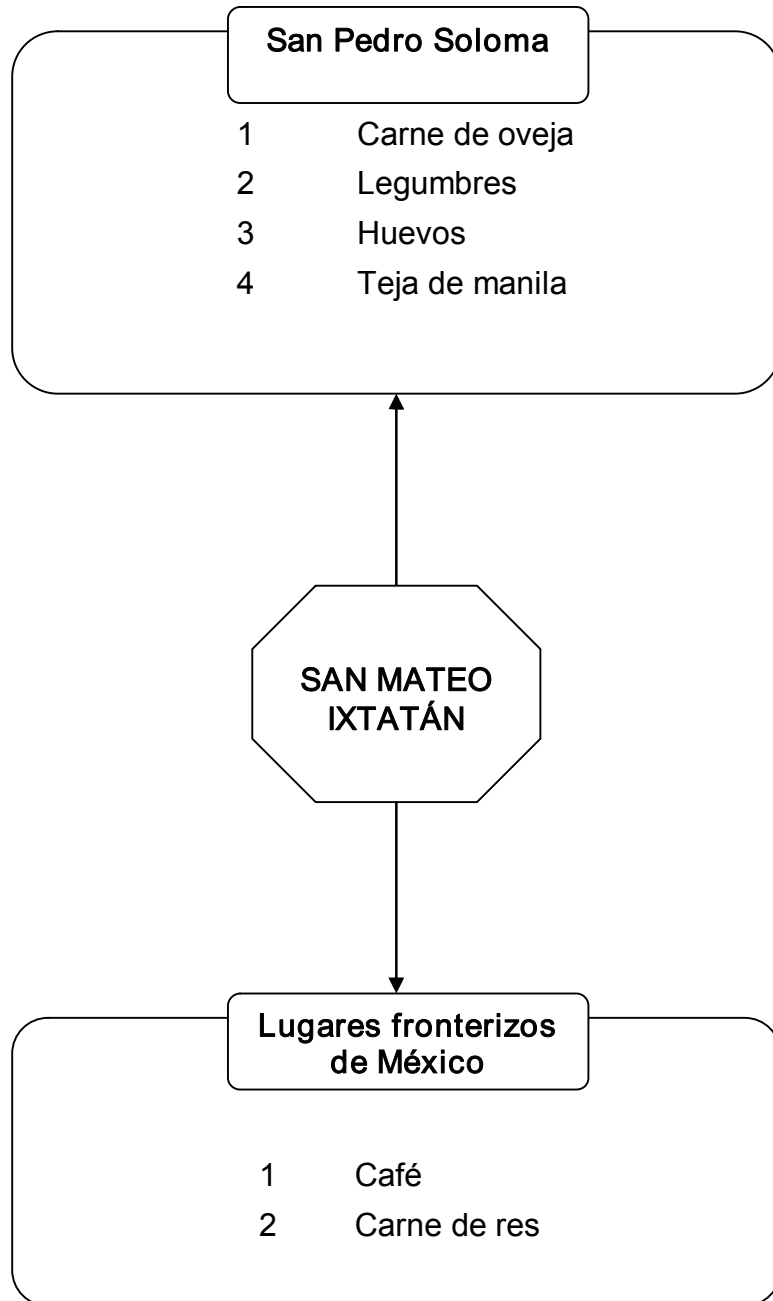 San Pedro Soloma
1 Carne de oveja
2 Legumbres
3 Huevos
4 Teja de manila
SAN MATEO
IXTATÁN
Lugares fronterizos
de México
1 Café
2 Carne de res